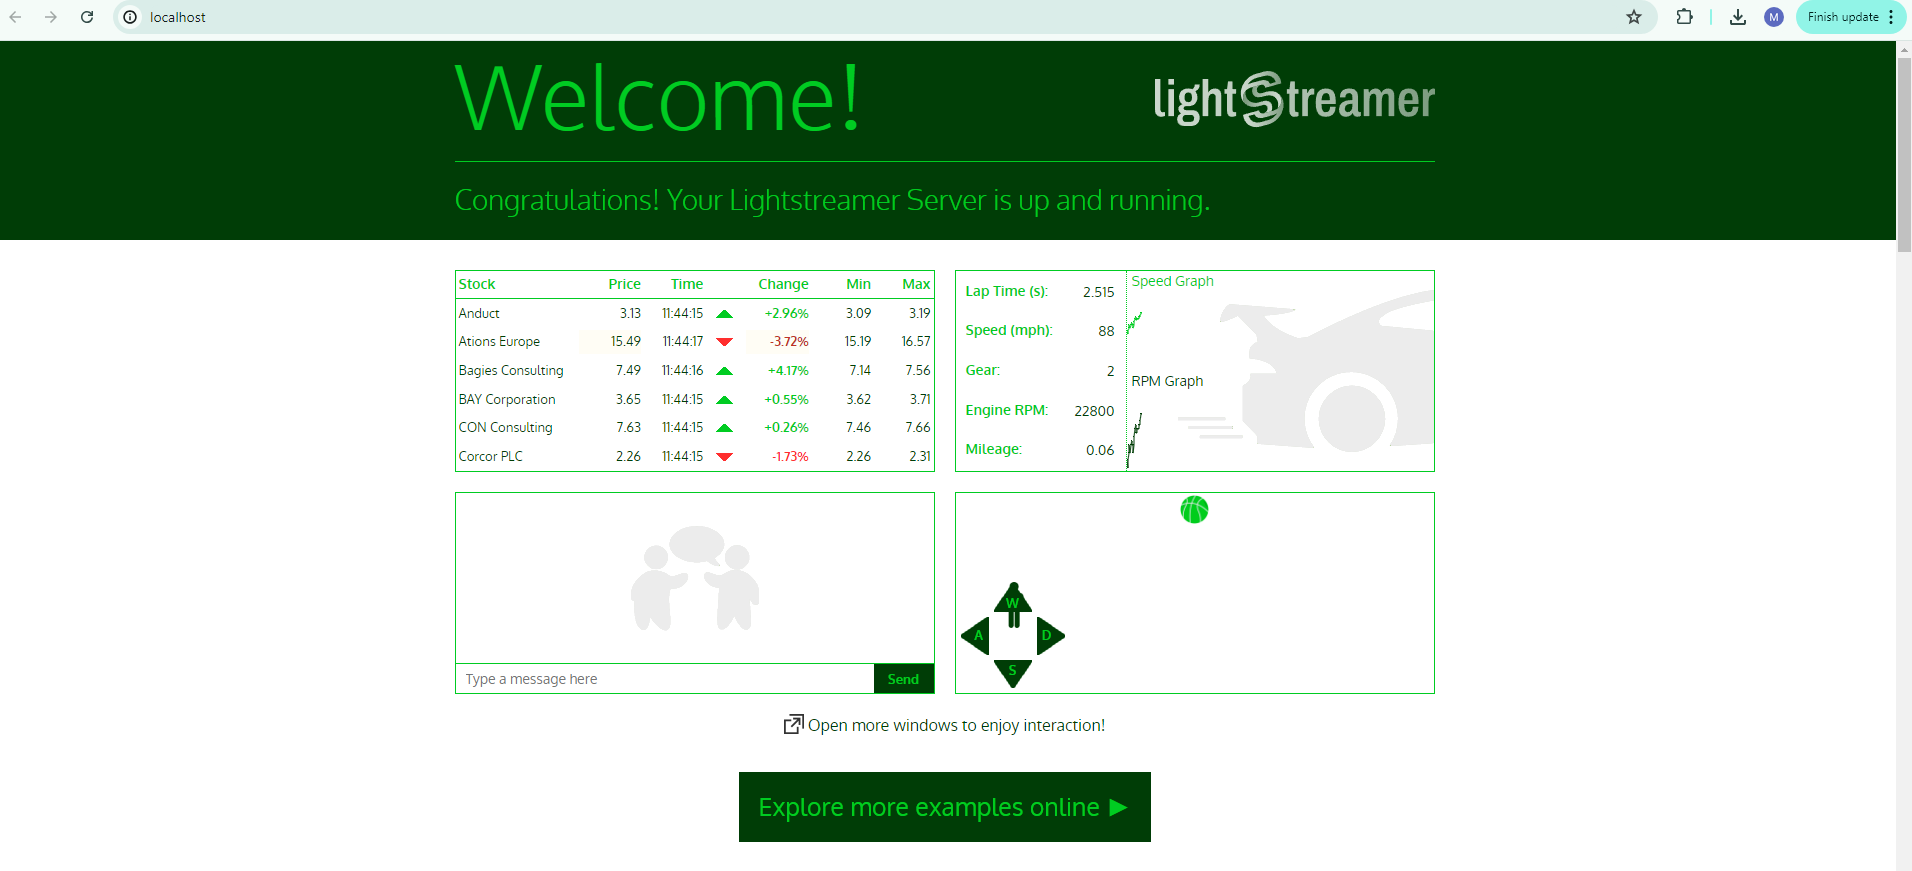 localhost
M
Finish update
Welcome!
lightStreamer
Congratulations! Your Lightstreamer Server is up and running.
Stock Price Time Change Min Max
Anduct 3.13 11:44:15 +2.96% 3.09 3.19
Ations Europe 15.49 11:44:17 -3.72% 15.19 16.57
Bagies Consulting 7.49 11:44:16 +4.17% 7.14 7.56
BAY Corporation 3.65 11:44:15 +0.55% 3.62 3.71
CON Consulting 7.63 11:44:15 +0.26% 7.46 7.66
Corcor PLC 2.26 11:44:15 -1.73% 2.26 2.31
Lap Time (s): 2.515
Speed (mph): 88
Gear: 2
Engine RPM: 22800
Mileage: 0.06
Speed Graph
RPM Graph
Type a message here
Send
W
A D
S
Open more windows to enjoy interaction!
Explore more examples online ►